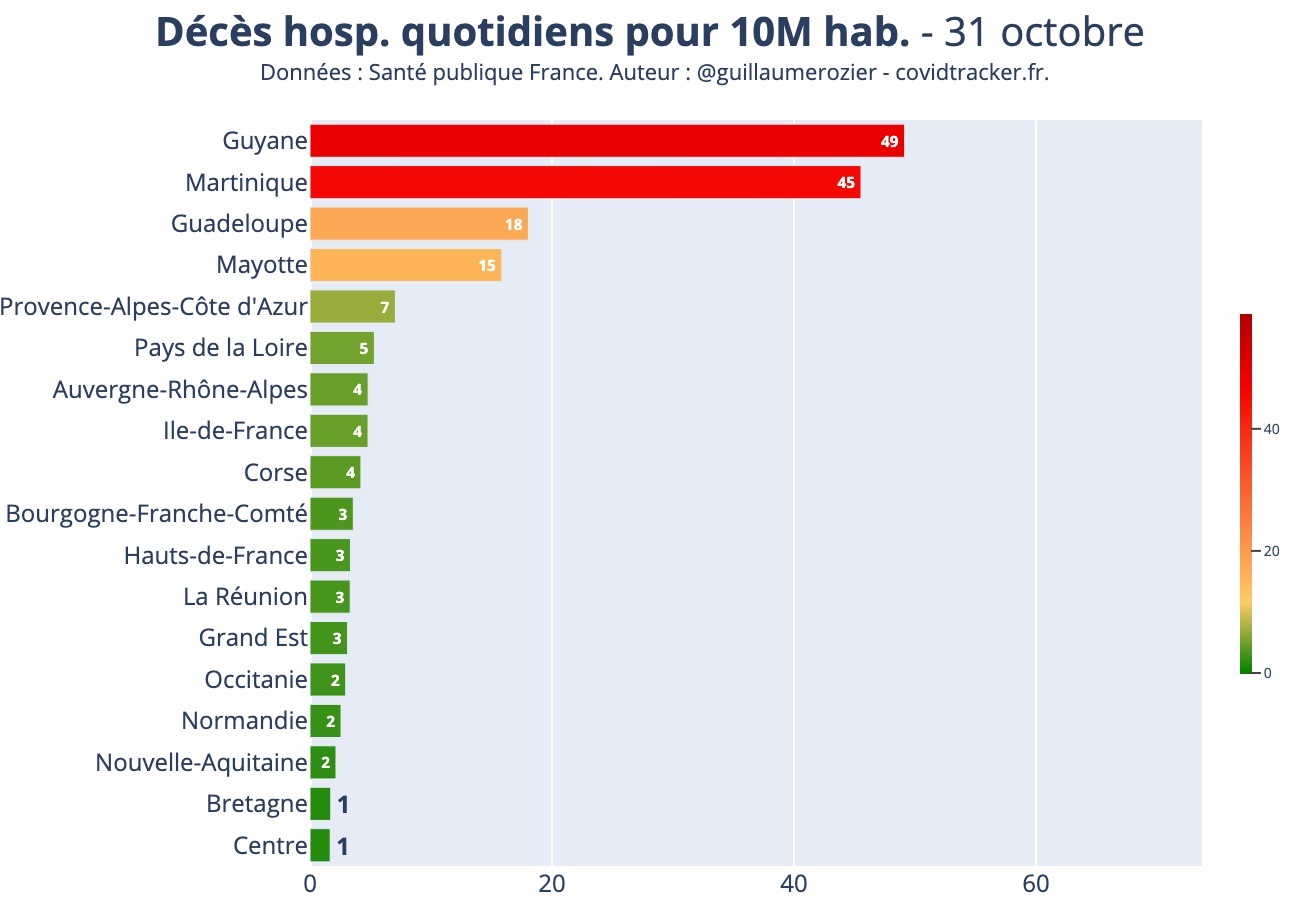 Décès hosp. quotidiens pour 10M hab. - 31 octobre
Données : Santé publique France. Auteur : @guillaumerozier - covidtracker.fr.
Guyane 49
Martinique 45
Guadeloupe 18
Mayotte 15
Provence-Alpes-Côte d'Azur 7
Pays de la Loire 5
Auvergne-Rhône-Alpes 4
Ile-de-France 4
Corse 4
Bourgogne-Franche-Comté 3
Hauts-de-France 3
La Réunion 3
Grand Est 3
Occitanie 2
Normandie 2
Nouvelle-Aquitaine 2
Bretagne 1
Centre 1
0 20 40 60
40
20
0